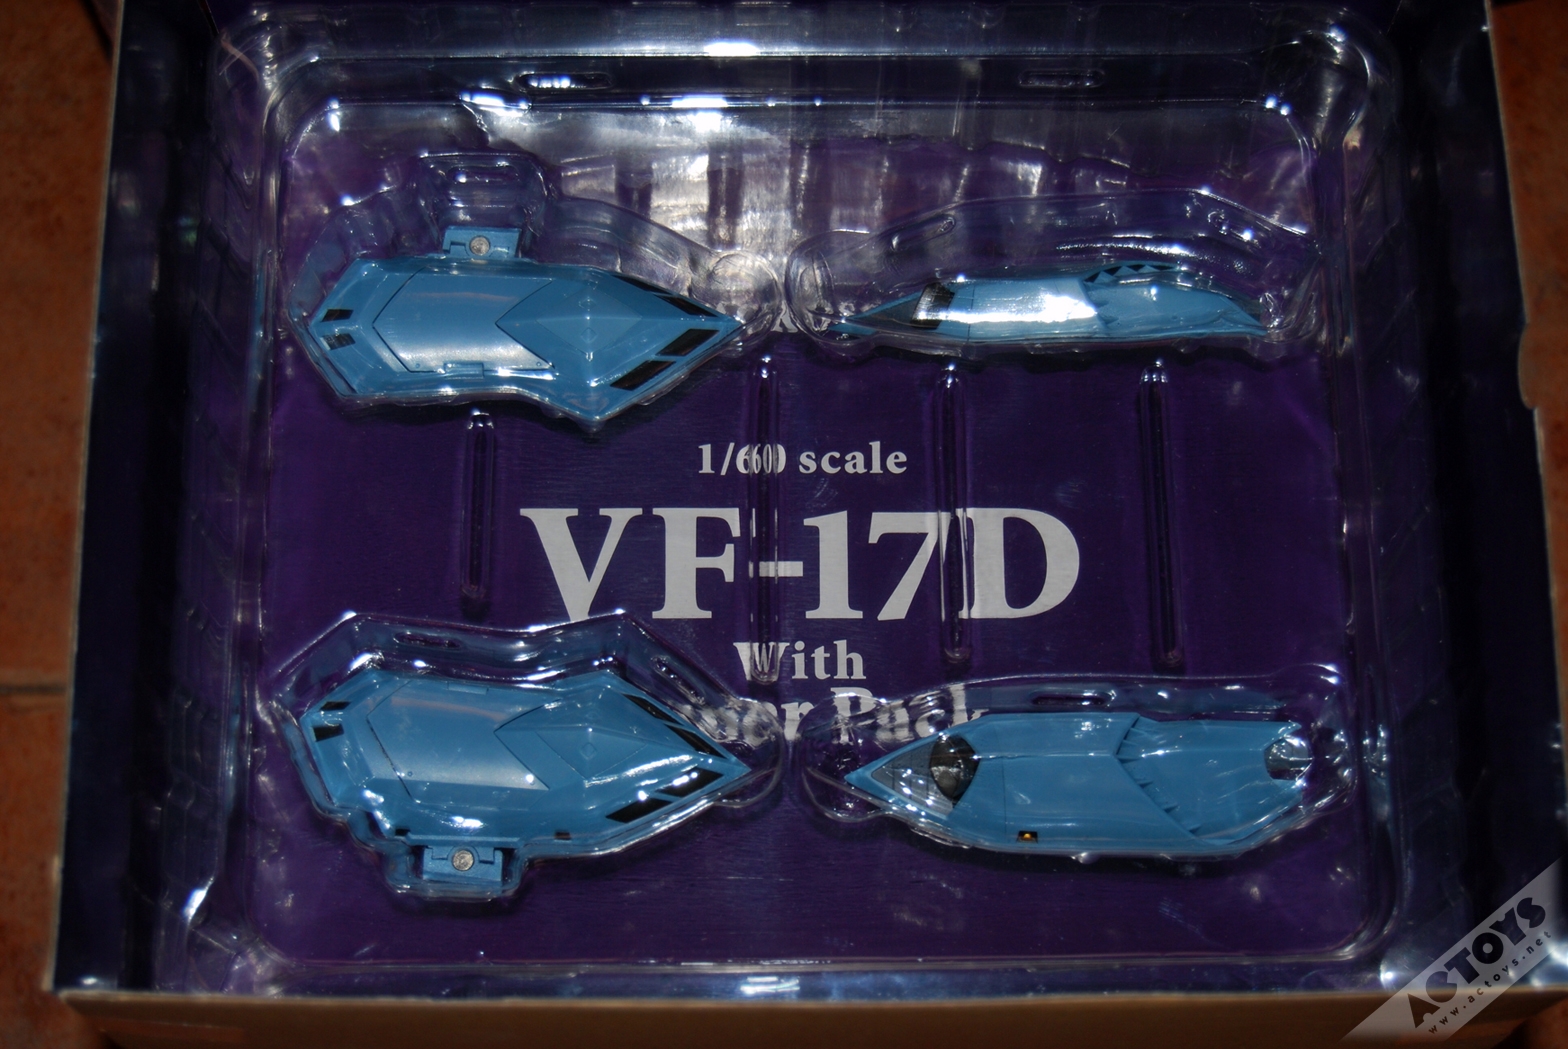 1/60 scale
VF-17D
With
ACTOYS
www.actoys.net